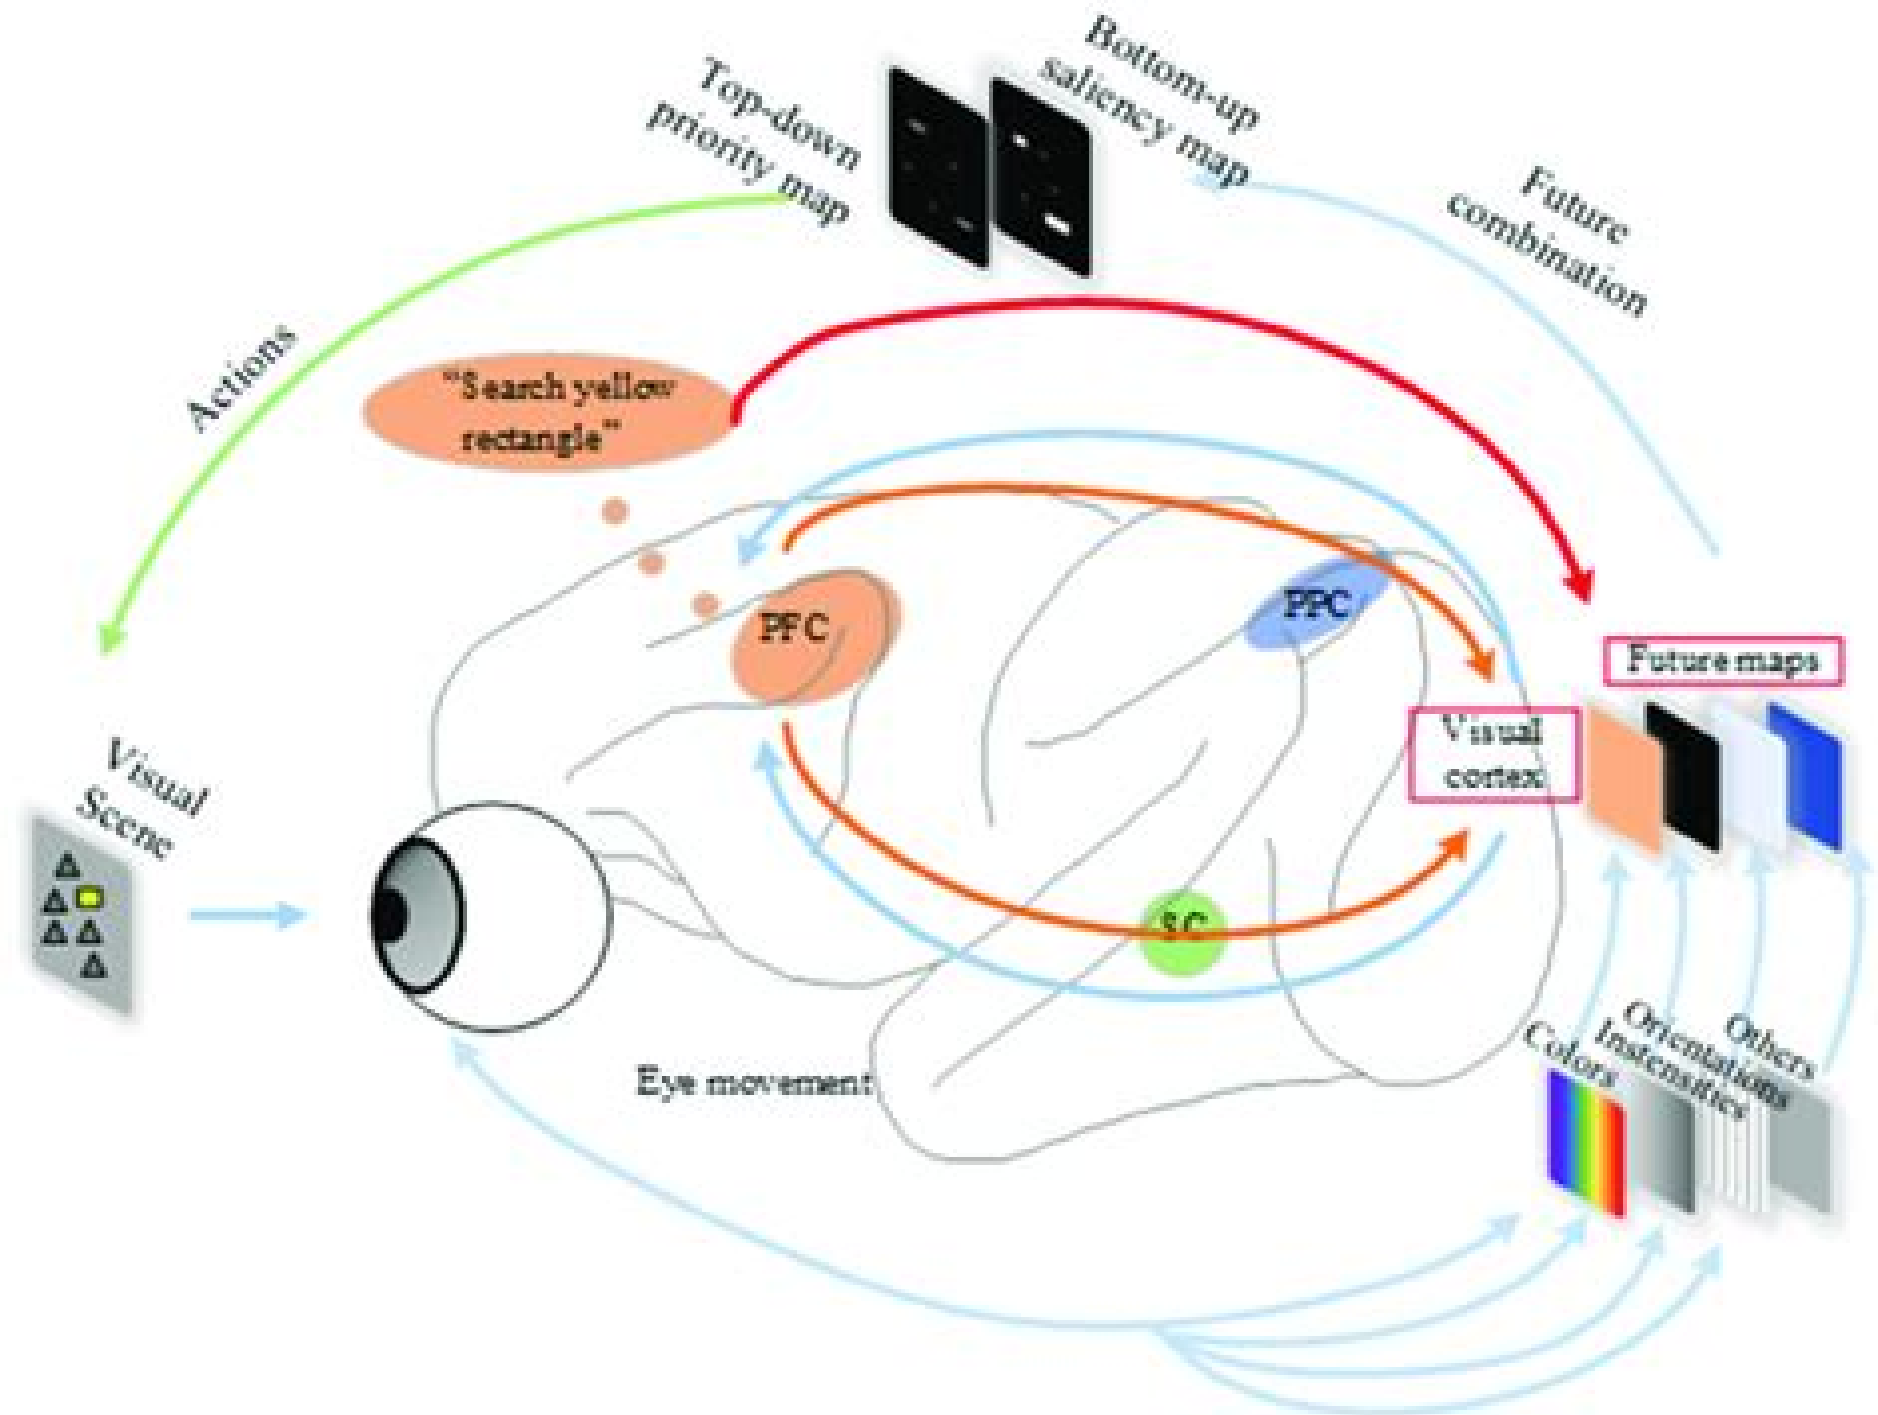 Bottom-up
saliency map
Top-down
priority map
Future
combination
Actions
"Search yellow
rectangle"
PFC
PPC
Future maps
Visual
cortex
Visual
Scene
SC
Eye movement
Colors
Instensities
Orientations
Others